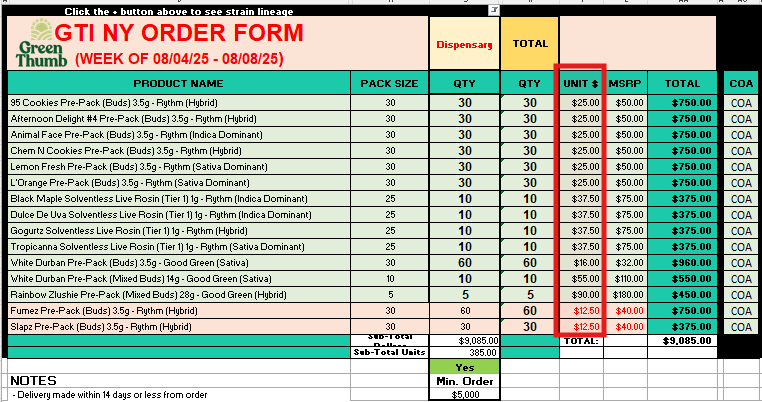 Click the + button above to see strain lineage
Green Thumb
GTI NY ORDER FORM
(WEEK OF 08/04/25 - 08/08/25)
Dispensary TOTAL
PRODUCT NAME PACK SIZE QTY QTY UNIT $ MSRP TOTAL COA
95 Cookies Pre-Pack (Buds) 3.5g - Rythm (Hybrid) 30 30 30 $25.00 $50.00 $750.00 COA
Afternoon Delight #4 Pre-Pack (Buds) 3.5g - Rythm (Hybrid) 30 30 30 $25.00 $50.00 $750.00 COA
Animal Face Pre-Pack (Buds) 3.5g - Rythm (Indica Dominant) 30 30 30 $25.00 $50.00 $750.00 COA
Chem N Cookies Pre-Pack (Buds) 3.5g - Rythm (Hybrid) 30 30 30 $25.00 $50.00 $750.00 COA
Lemon Fresh Pre-Pack (Buds) 3.5g - Rythm (Sativa Dominant) 30 30 30 $25.00 $50.00 $750.00 COA
L'Orange Pre-Pack (Buds) 3.5g - Rythm (Sativa Dominant) 30 30 30 $25.00 $50.00 $750.00 COA
Black Maple Solventless Live Rosin (Tier 1) 1g - Rythm (Indica Dominant) 25 10 10 $37.50 $75.00 $375.00 COA
Dulce De Uva Solventless Live Rosin (Tier 1) 1g - Rythm (Indica Dominant) 25 10 10 $37.50 $75.00 $375.00 COA
Gogurtz Solventless Live Rosin (Tier 1) 1g - Rythm (Hybrid) 25 10 10 $37.50 $75.00 $375.00 COA
Tropicanna Solventless Live Rosin (Tier 1) 1g - Rythm (Sativa Dominant) 25 10 10 $37.50 $75.00 $375.00 COA
White Durban Pre-Pack (Buds) 3.5g - Good Green (Sativa) 30 60 60 $16.00 $32.00 $960.00 COA
White Durban Pre-Pack (Mixed Buds) 14g - Good Green (Sativa) 10 10 10 $55.00 $110.00 $550.00 COA
Rainbow Zlushie Pre-Pack (Mixed Buds) 28g - Good Green (Hybrid) 5 5 5 $90.00 $180.00 $450.00 COA
Fumez Pre-Pack (Buds) 3.5g - Rythm (Hybrid) 30 60 60 $12.50 $40.00 $750.00 COA
Slapz Pre-Pack (Buds) 3.5g - Rythm (Hybrid) 30 30 30 $12.50 $40.00 $375.00 COA
Sub-Total $9,085.00 TOTAL: $9,085.00
Sub-Total Units 385.00
Yes
NOTES Min. Order
- Delivery made within 14 days or less from order $5,000